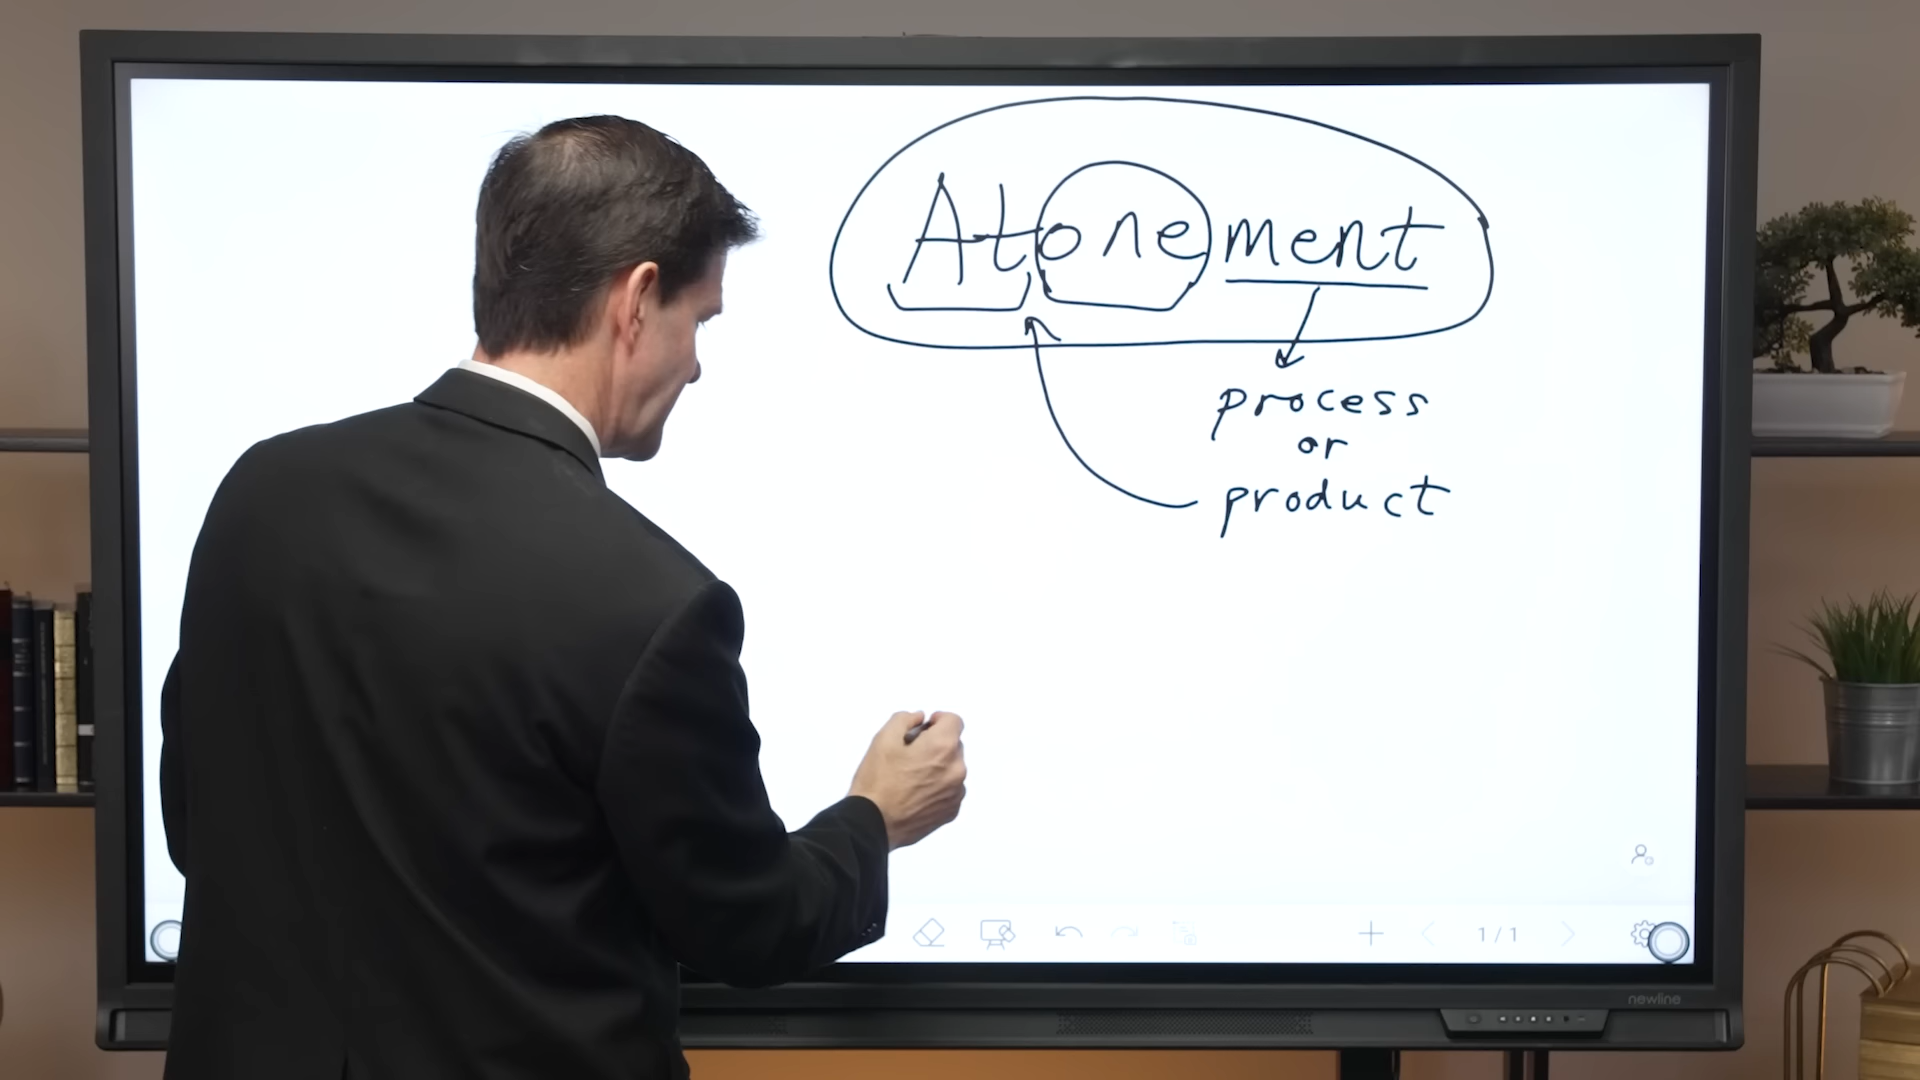 Atonement
process
or
product
1/1
newline